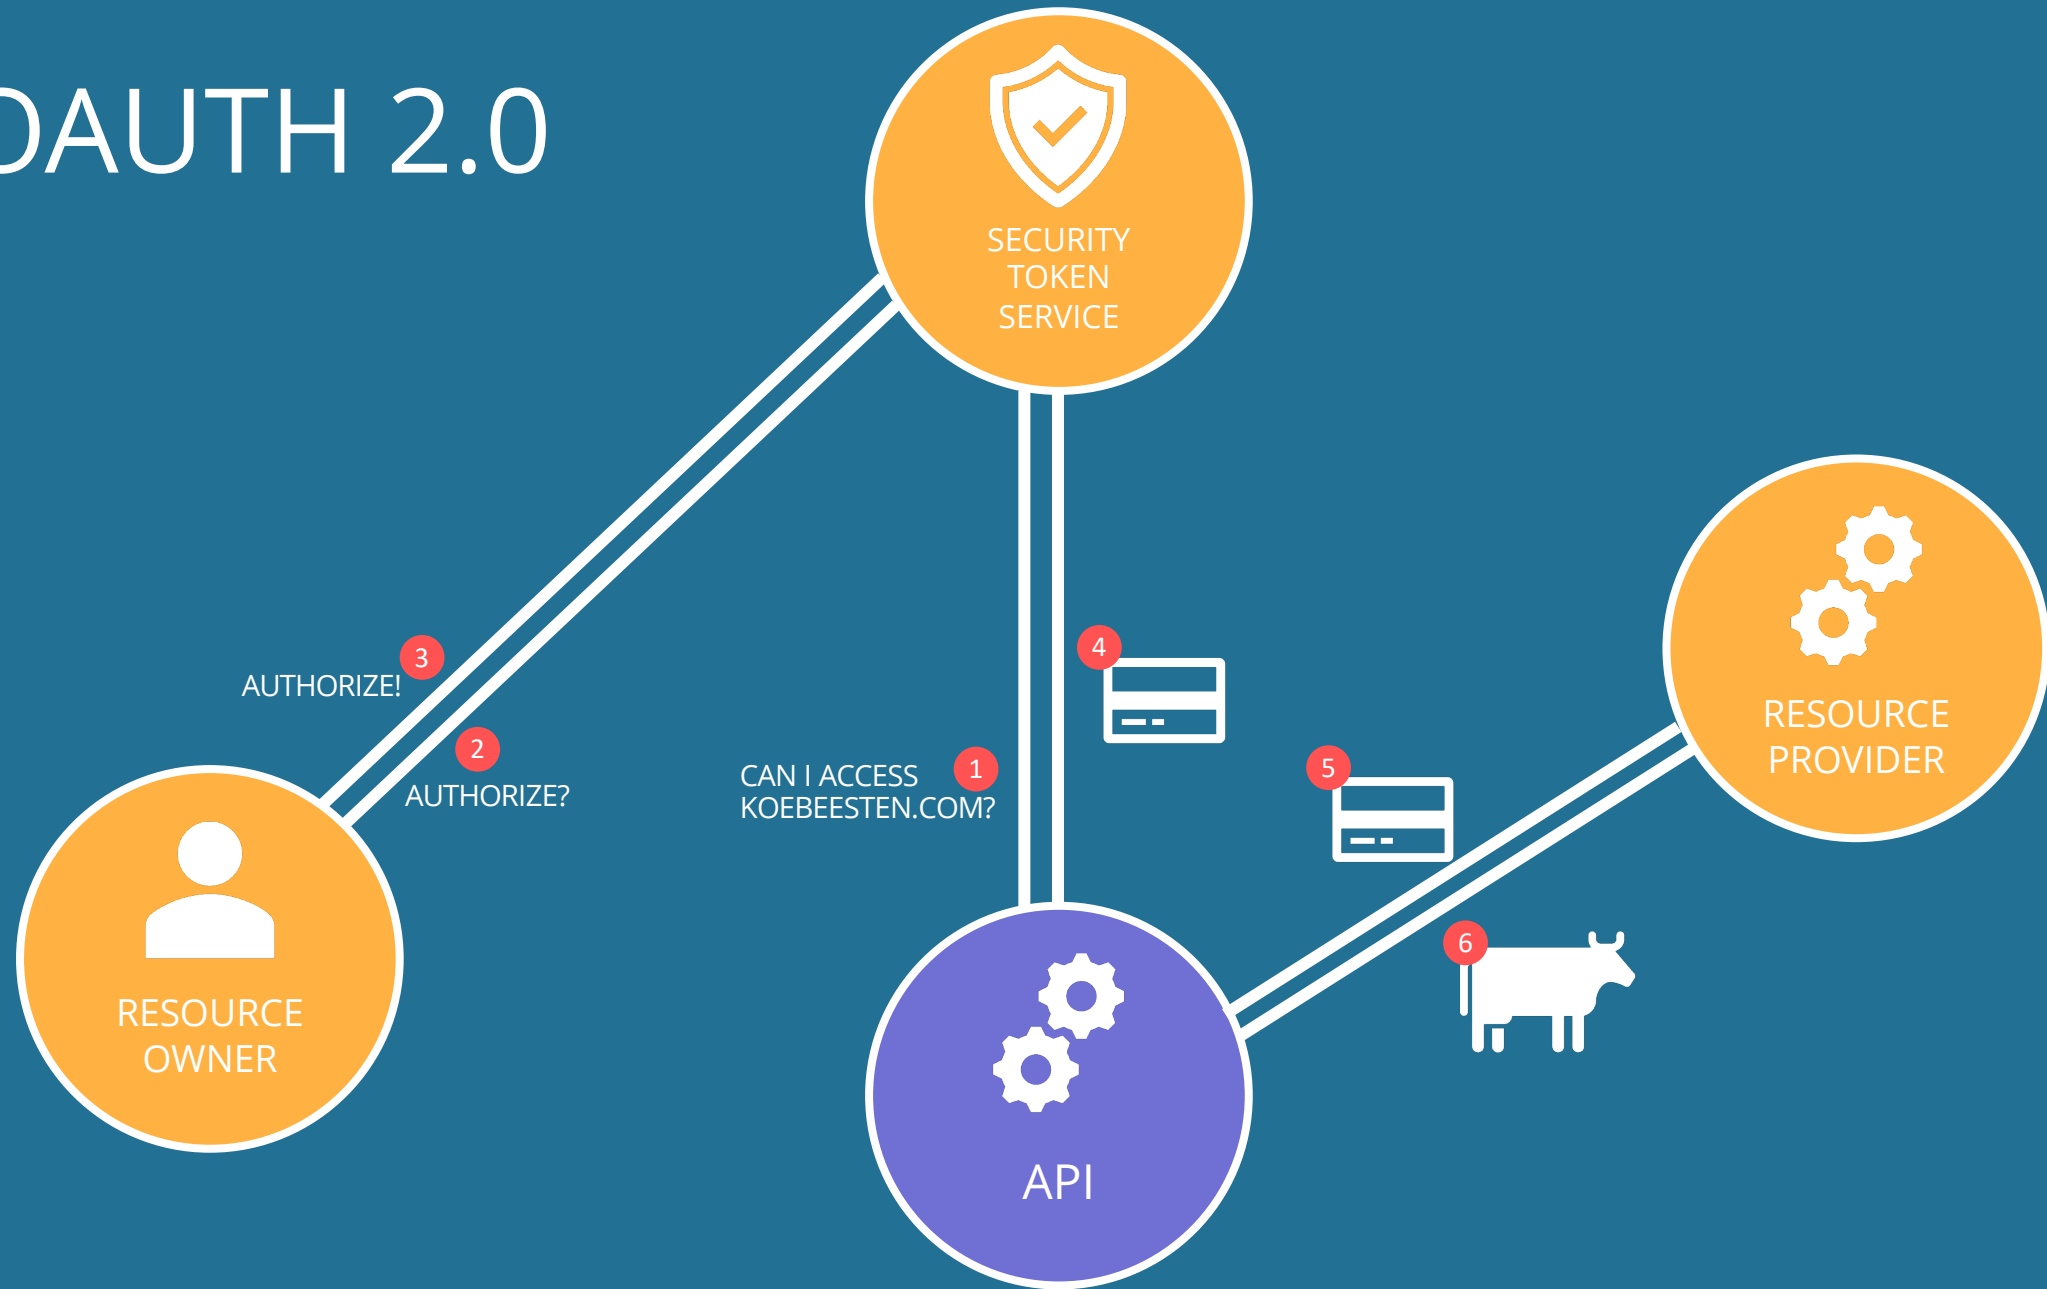 OAUTH 2.0
SECURITY
TOKEN
SERVICE
3
AUTHORIZE!
2
AUTHORIZE?
4
1
CAN I ACCESS
KOEBEESTEN.COM?
5
6
RESOURCE
PROVIDER
RESOURCE
OWNER
API